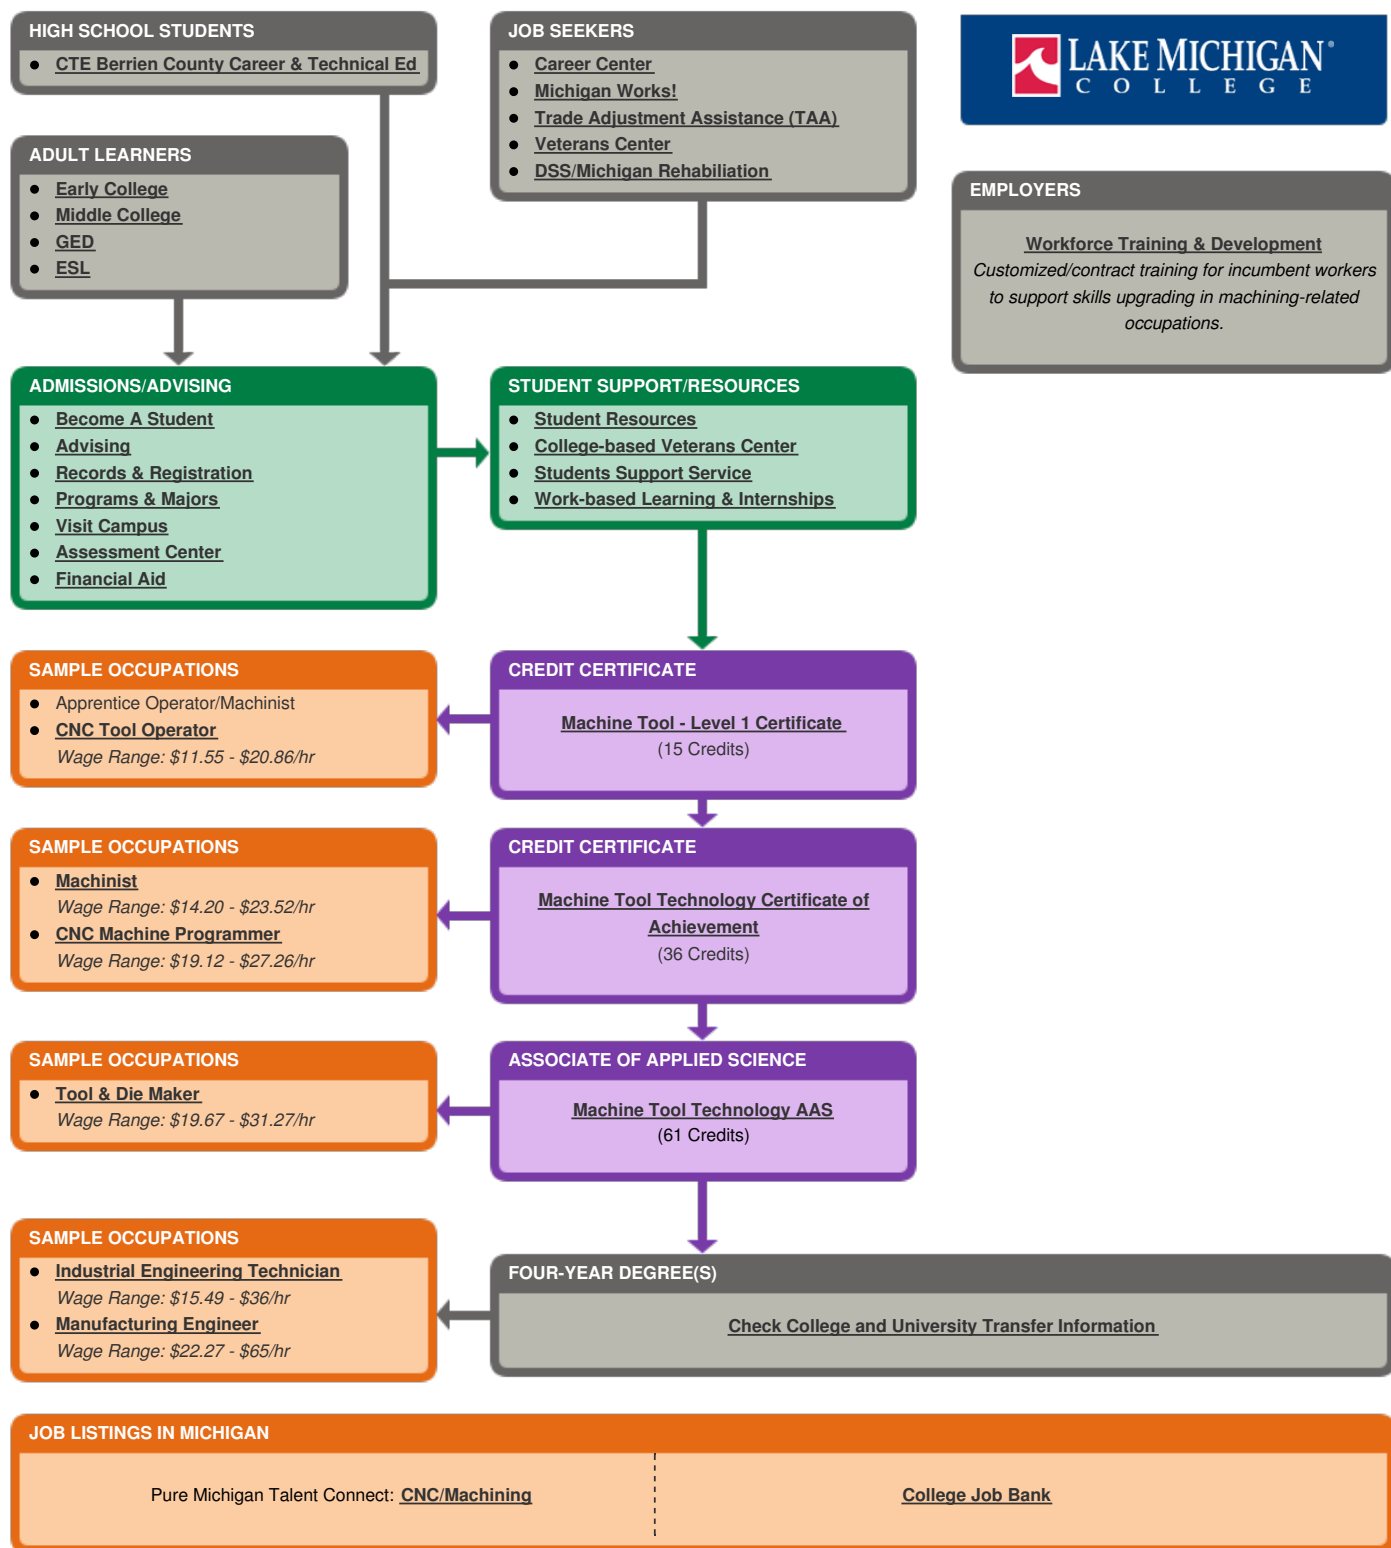 HIGH SCHOOL STUDENTS
● CTE Berrien County Career & Technical Ed
JOB SEEKERS
● Career Center
● Michigan Works!
● Trade Adjustment Assistance (TAA)
● Veterans Center
● DSS/Michigan Rehabiliation
LAKE MICHIGAN®
COLLEGE
ADULT LEARNERS
● Early College
● Middle College
● GED
● ESL
EMPLOYERS
Workforce Training & Development
Customized/contract training for incumbent workers
to support skills upgrading in machining-related
occupations.
ADMISSIONS/ADVISING
● Become A Student
● Advising
● Records & Registration
● Programs & Majors
● Visit Campus
● Assessment Center
● Financial Aid
STUDENT SUPPORT/RESOURCES
● Student Resources
● College-based Veterans Center
● Students Support Service
● Work-based Learning & Internships
SAMPLE OCCUPATIONS
● Apprentice Operator/Machinist
● CNC Tool Operator
Wage Range: $11.55 - $20.86/hr
CREDIT CERTIFICATE
Machine Tool - Level 1 Certificate
(15 Credits)
SAMPLE OCCUPATIONS
● Machinist
Wage Range: $14.20 - $23.52/hr
● CNC Machine Programmer
Wage Range: $19.12 - $27.26/hr
CREDIT CERTIFICATE
Machine Tool Technology Certificate of
Achievement
(36 Credits)
SAMPLE OCCUPATIONS
● Tool & Die Maker
Wage Range: $19.67 - $31.27/hr
ASSOCIATE OF APPLIED SCIENCE
Machine Tool Technology AAS
(61 Credits)
SAMPLE OCCUPATIONS
● Industrial Engineering Technician
Wage Range: $15.49 - $36/hr
● Manufacturing Engineer
Wage Range: $22.27 - $65/hr
FOUR-YEAR DEGREE(S)
Check College and University Transfer Information
JOB LISTINGS IN MICHIGAN
Pure Michigan Talent Connect: CNC/Machining
College Job Bank